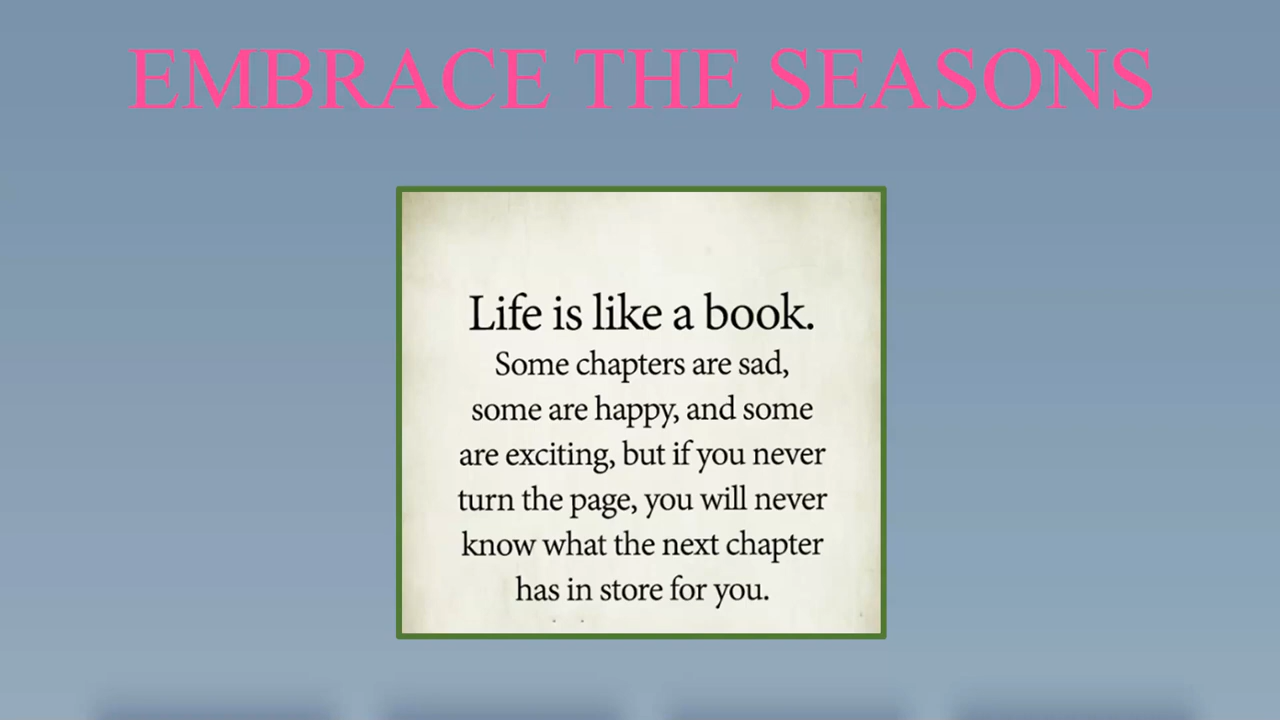 EMBRACE THE SEASONS
Life is like a book.
Some chapters are sad,
some are happy, and some
are exciting, but if you never
turn the page, you will never
know what the next chapter
has in store for you.